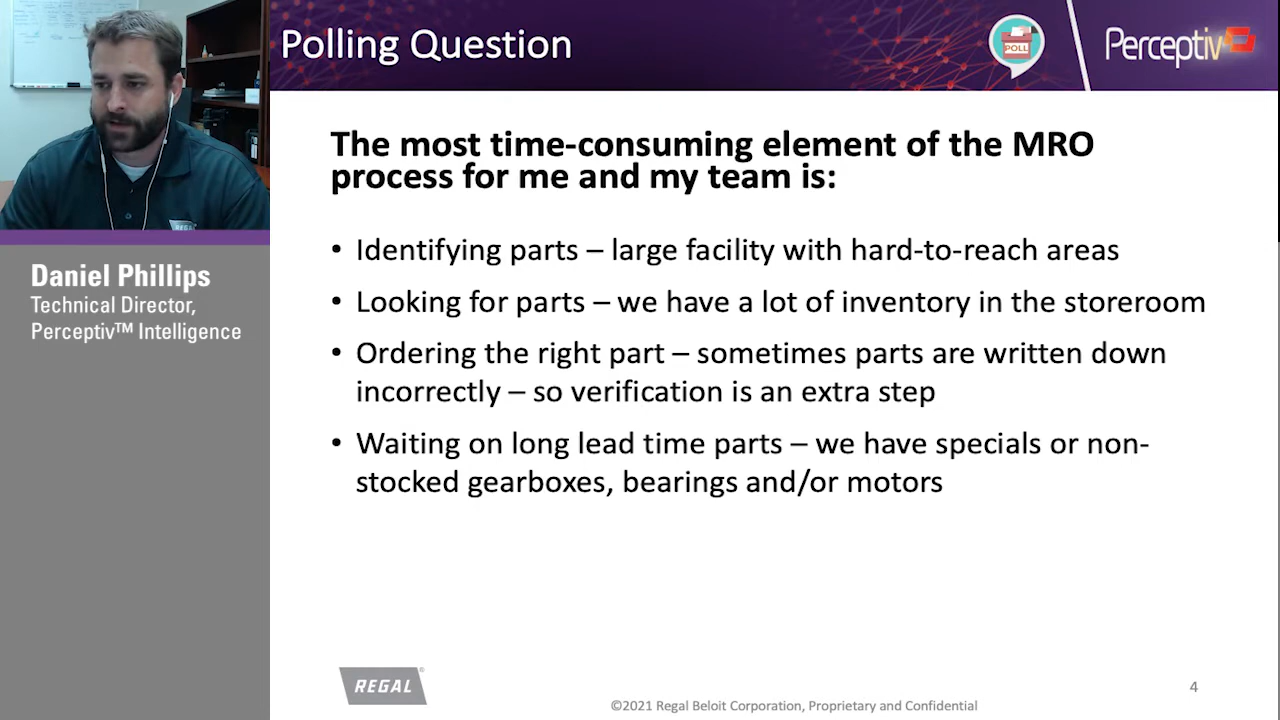 Polling Question
POLL
Perceptiv
The most time-consuming element of the MRO
process for me and my team is:
• Identifying parts – large facility with hard-to-reach areas
• Looking for parts – we have a lot of inventory in the storeroom
• Ordering the right part – sometimes parts are written down
incorrectly – so verification is an extra step
• Waiting on long lead time parts – we have specials or non-
stocked gearboxes, bearings and/or motors
REGAL
Daniel Phillips
Technical Director,
Perceptiv™ Intelligence
REGAL®
©2021 Regal Beloit Corporation, Proprietary and Confidential
4